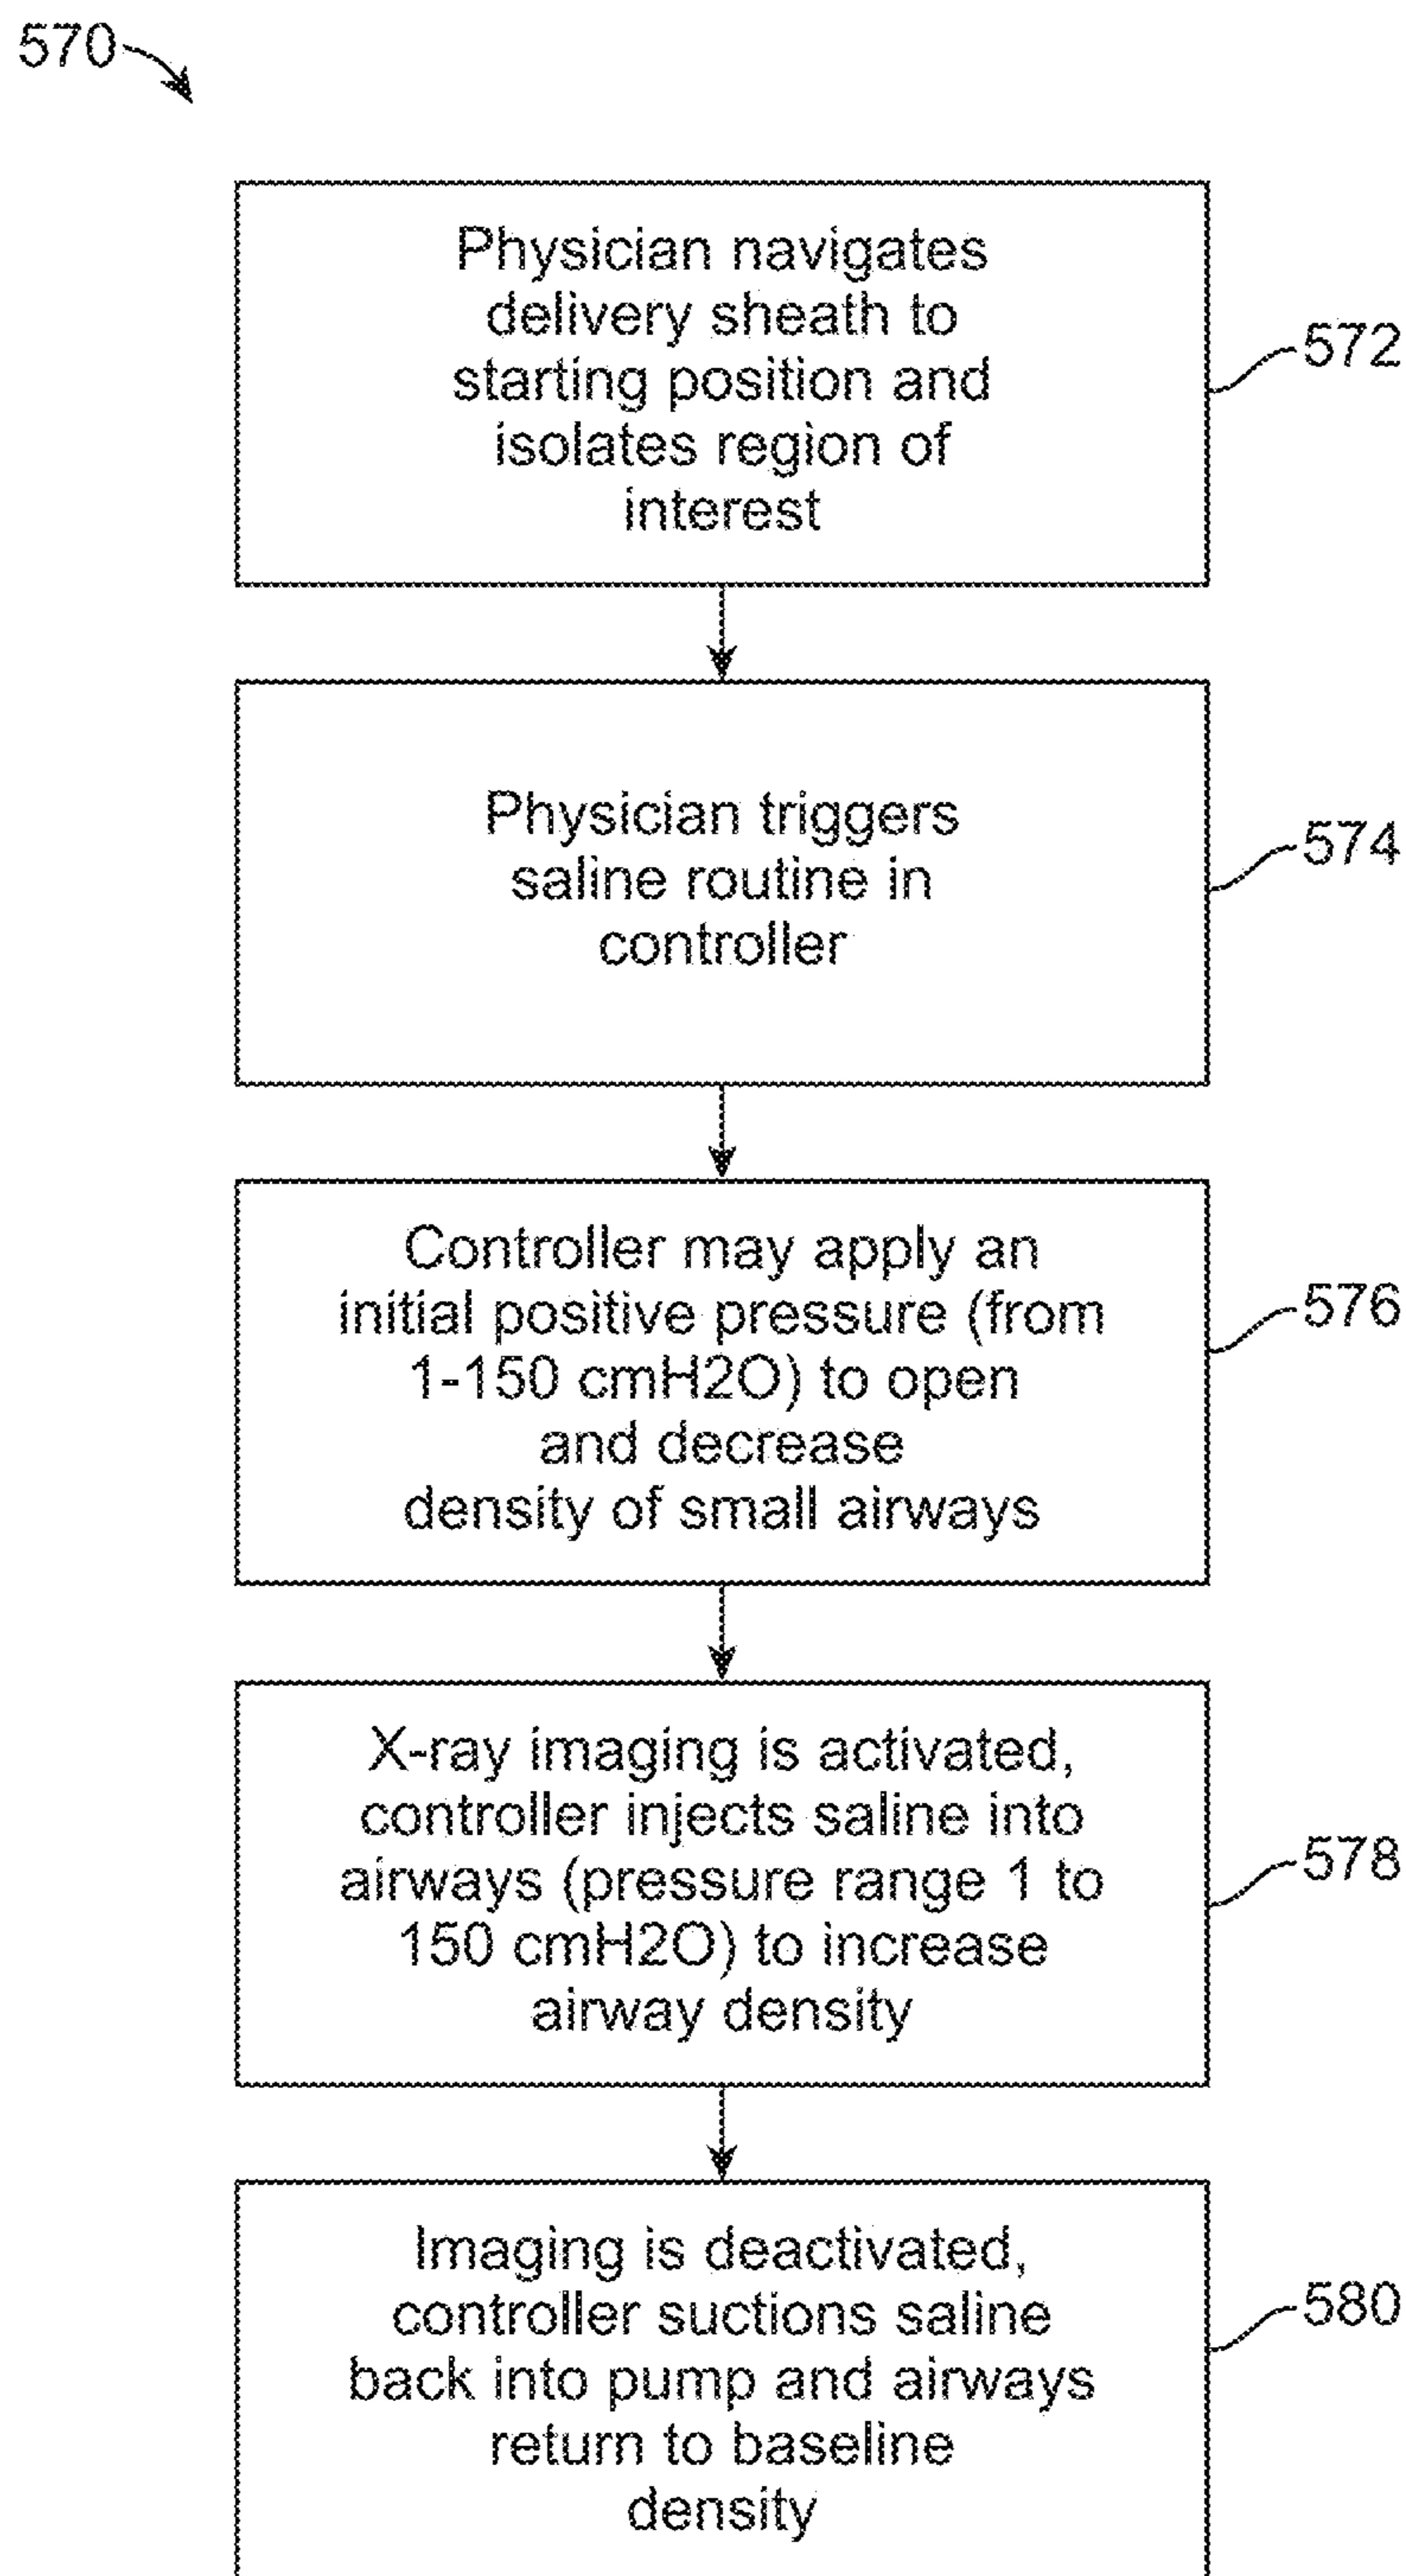 570
Physician navigates
delivery sheath to
starting position and
isolates region of
interest
572
Physician triggers
saline routine in
controller
574
Controller may apply an
initial positive pressure (from
1-150 cmH2O) to open
and decrease
density of small airways
576
X-ray imaging is activated,
controller injects saline into
airways (pressure range 1 to
150 cmH2O) to increase
airway density
578
Imaging is deactivated,
controller suctions saline
back into pump and airways
return to baseline
density
580